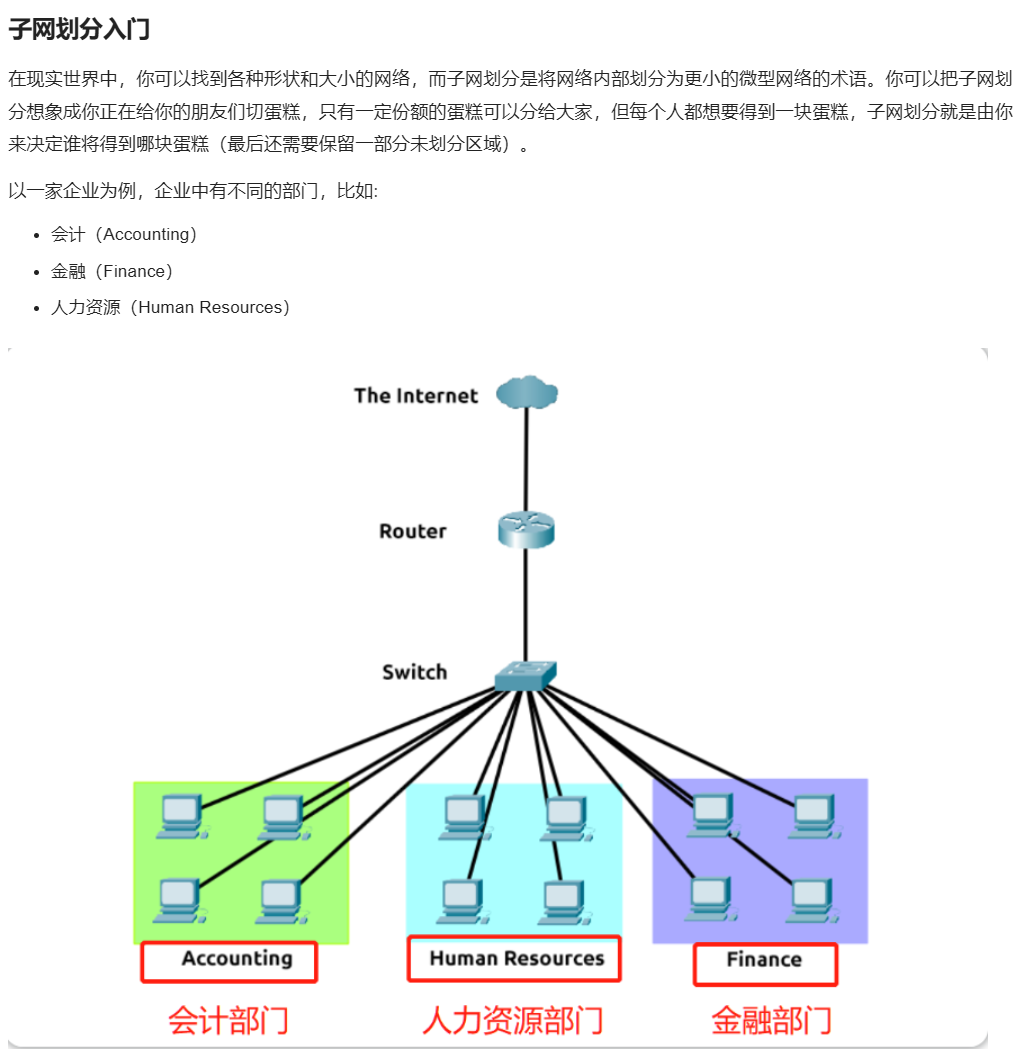 子网划分入门
在现实世界中，你可以找到各种形状和大小的网络，而子网划分是将网络内部划分为更小的微型网络的术语。你可以把子网划
分想象成你正在给你的朋友们切蛋糕，只有一定份额的蛋糕可以分给大家，但每个人都想要得到一块蛋糕，子网划分就是由你
来决定谁将得到哪块蛋糕（最后还需要保留一部分未划分区域）。
以一家企业为例，企业中有不同的部门，比如:
• 会计（Accounting）
• 金融（Finance）
• 人力资源（Human Resources）
The Internet
Router
Switch
Accounting
Human Resources
Finance
会计部门
人力资源部门
金融部门